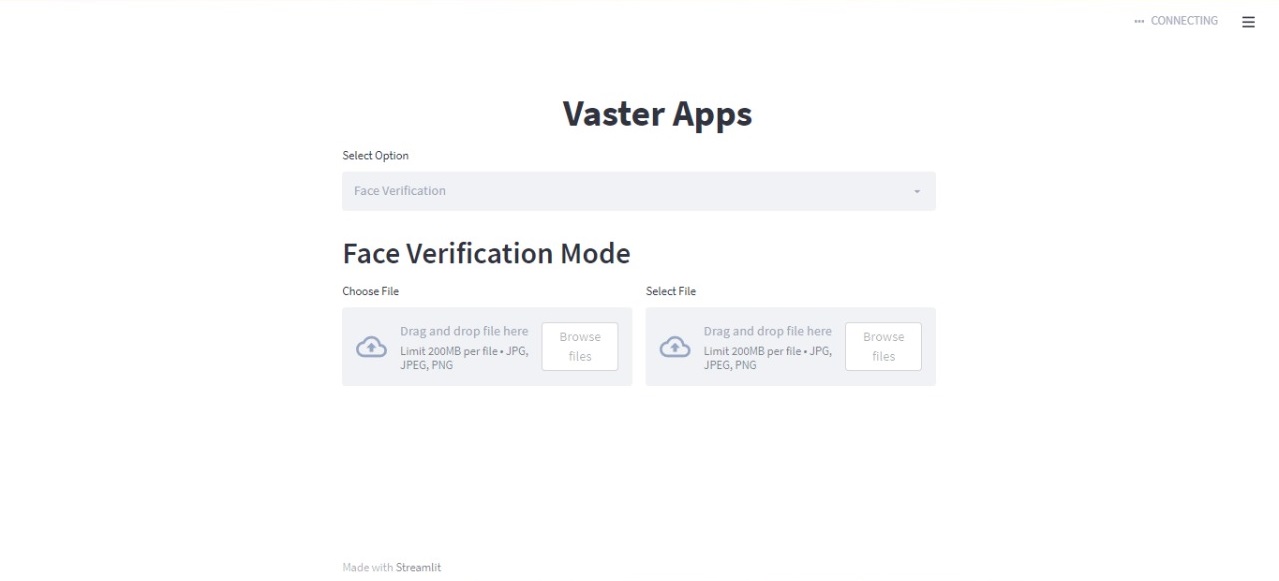 CONNECTING
Vaster Apps
Select Option
Face Verification
Face Verification Mode
Choose File
Drag and drop file here
Limit 200MB per file • JPG,
JPEG, PNG
Browse
files
Select File
Drag and drop file here
Limit 200MB per file • JPG,
JPEG, PNG
Browse
files
Made with Streamlit